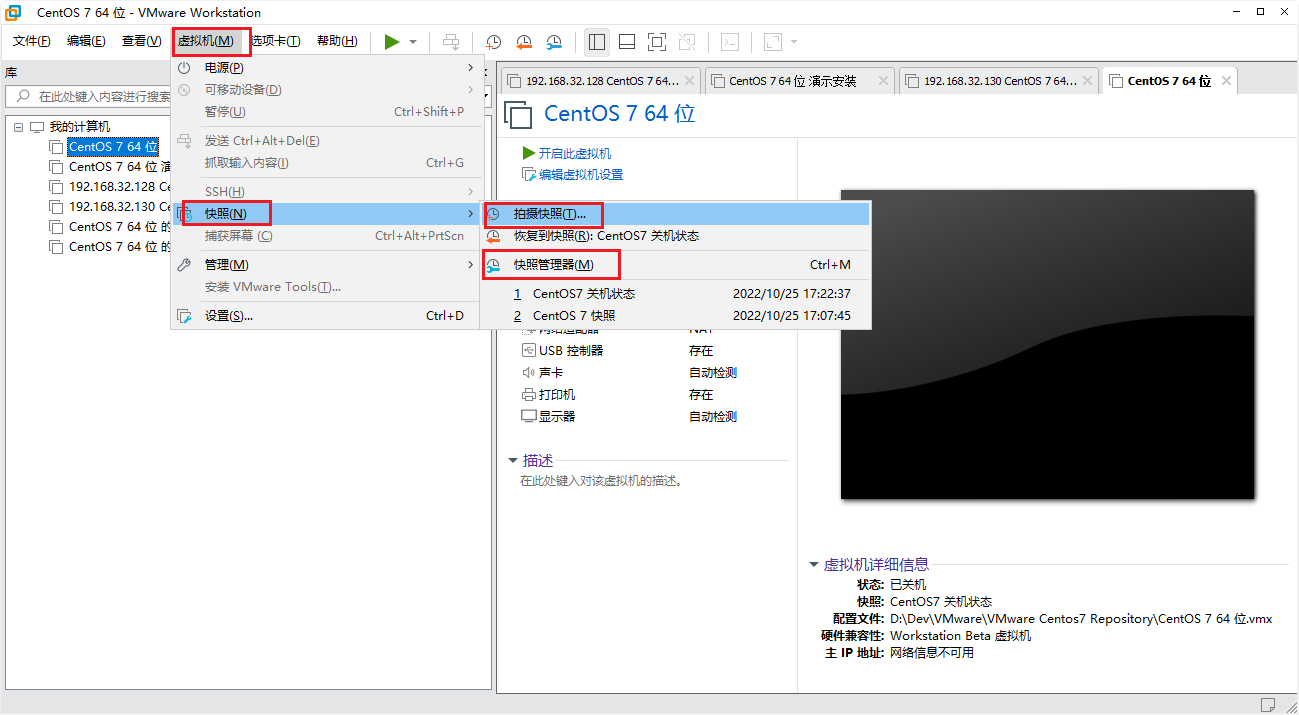 CentOS 7 64 位 - VMware Workstation
文件(F) 编辑(E) 查看(V) 虚拟机(M) 选项卡(T) 帮助(H)
库
在此处键入内容进行搜索
我的计算机
CentOS 7 64 位
CentOS 7 64 位 演
192.168.32.128 Ce
192.168.32.130 Ce
CentOS 7 64 位 的
CentOS 7 64 位 的
电源(P)
可移动设备(D)
暂停(U) Ctrl+Shift+P
发送 Ctrl+Alt+Del(E)
抓取输入内容(I) Ctrl+G
SSH(H)
快照(N)
捕获屏幕 (C) Ctrl+Alt+PrtScn
管理(M)
安装 VMware Tools(T)...
设置(S)... Ctrl+D
拍摄快照(T)...
恢复到快照(R): CentOS7 关机状态
快照管理器(M) Ctrl+M
1 CentOS7 关机状态 2022/10/25 17:22:37
2 CentOS 7 快照 2022/10/25 17:07:45
192.168.32.128 CentOS 7 64... CentOS 7 64 位 演示安装 192.168.32.130 CentOS 7 64... CentOS 7 64 位
CentOS 7 64 位
开启此虚拟机
编辑虚拟机设置
网络适配器 NAT
USB 控制器 存在
声卡 自动检测
打印机 存在
显示器 自动检测
描述
在此处键入对该虚拟机的描述。
虚拟机详细信息
状态: 已关机
快照: CentOS7 关机状态
配置文件: D:\Dev\VMware\VMware Centos7 Repository\CentOS 7 64 位.vmx
硬件兼容性: Workstation Beta 虚拟机
主 IP 地址: 网络信息不可用